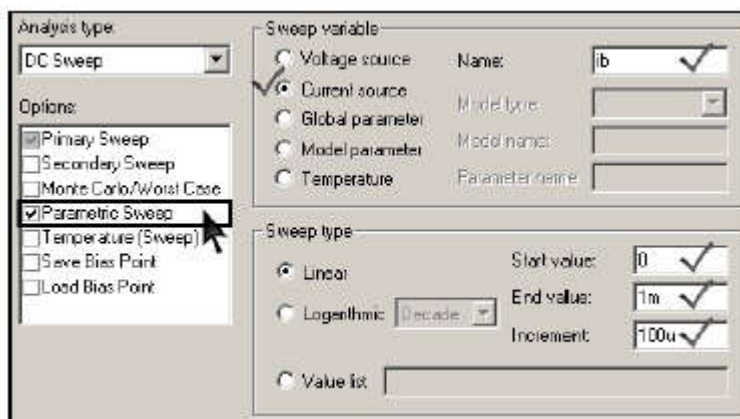 Analysis type:
DC Sweep
Options:
Primary Sweep
Secondary Sweep
Monte Carlo/Worst Case
Parametric Sweep
Temperature (Sweep)
Save Bias Point
Load Bias Point
Sweep variable
Voltage source
Current source
Global parameter
Model parameter
Temperature
Name:
ib
Model type:
Model name:
Parameter name:
Sweep type
Linear
Logarithmic
Decade
Value list
Start value:
0
End value:
1m
Increment:
100u